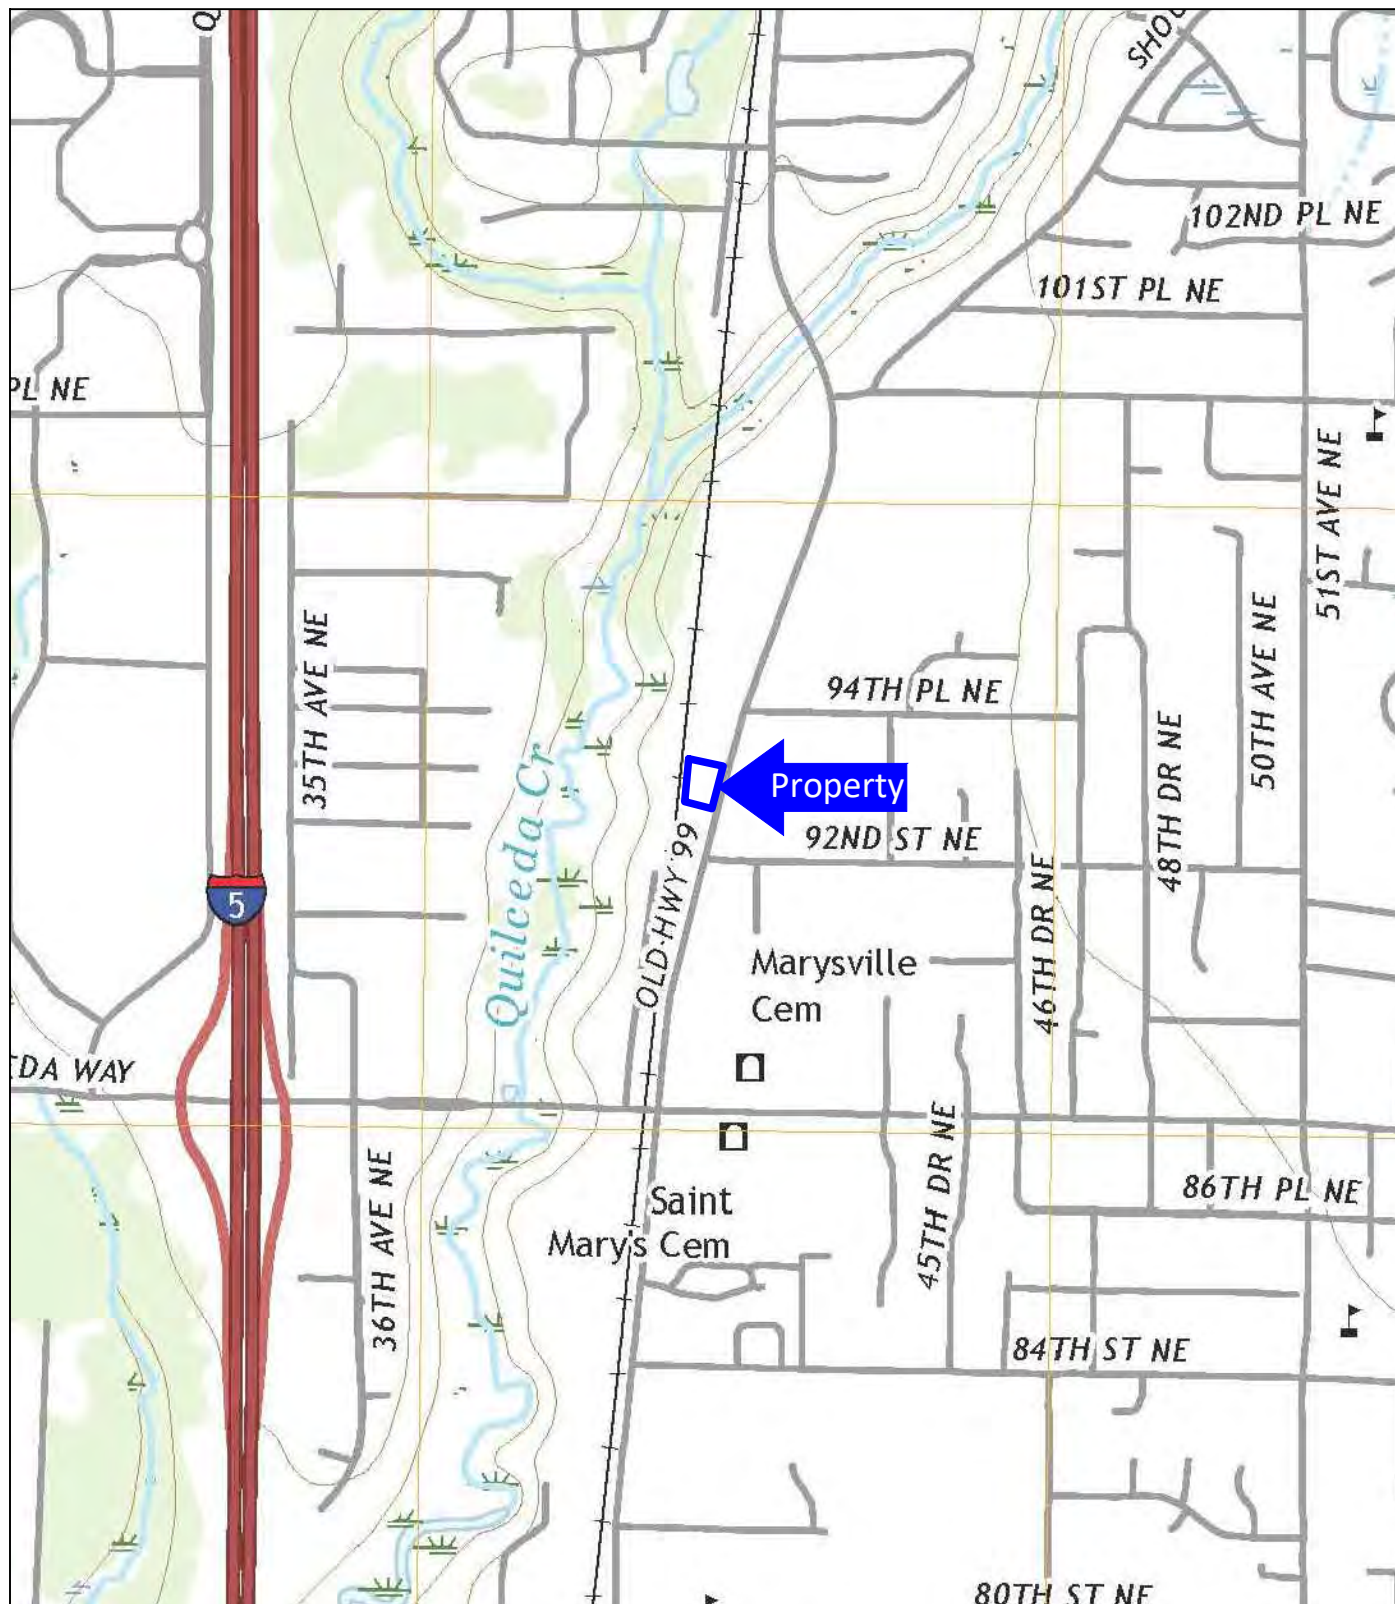 SHOU
102ND PL NE
101ST PL NE
PL NE
51ST AVE NE
35TH AVE NE
94TH PL NE
50TH AVE NE
48TH DR NE
Property
92ND ST NE
Quilceda Cr
OLD HWY 99
5
46TH DR NE
Marysville
Cem
EDA WAY
45TH DR NE
36TH AVE NE
86TH PL NE
Saint
Mary's Cem
84TH ST NE
80TH ST NE